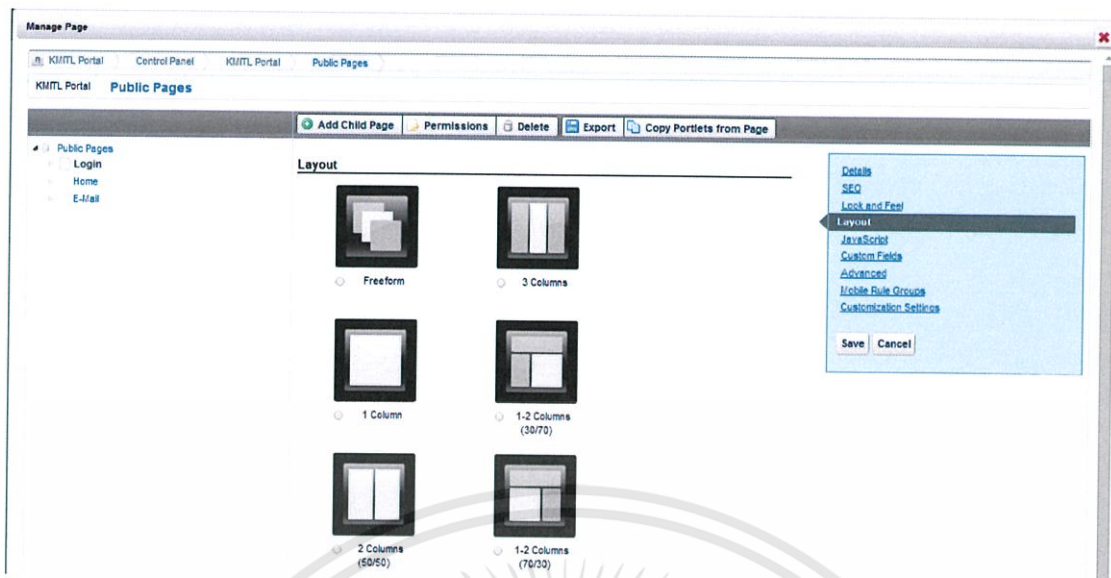 Manage Page
KMITL Portal Control Panel KMITL Portal Public Pages
KMITL Portal Public Pages
Add Child Page Permissions Delete Export Copy Portlets from Page
Public Pages
Login
Home
E-Mail
Layout
Freeform
3 Columns
1 Column
1-2 Columns
(30/70)
2 Columns
(50/50)
1-2 Columns
(70/30)
Details
SEO
Look and Feel
Layout
JavaScript
Custom Fields
Advanced
Mobile Rule Groups
Customization Settings
Save Cancel